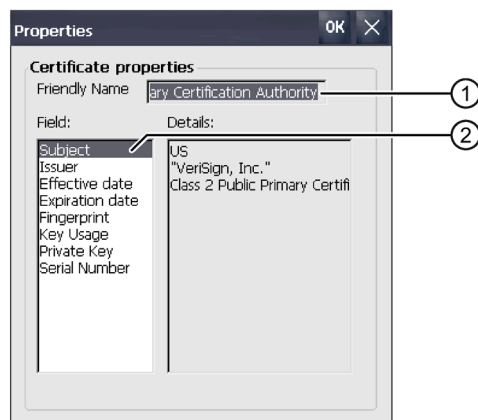 Properties OK
Certificate properties
Friendly Name ary Certification Authority 1
Field: Details: 2
Subject US
Issuer "VeriSign, Inc."
Effective date Class 2 Public Primary Certifi
Expiration date
Fingerprint
Key Usage
Private Key
Serial Number